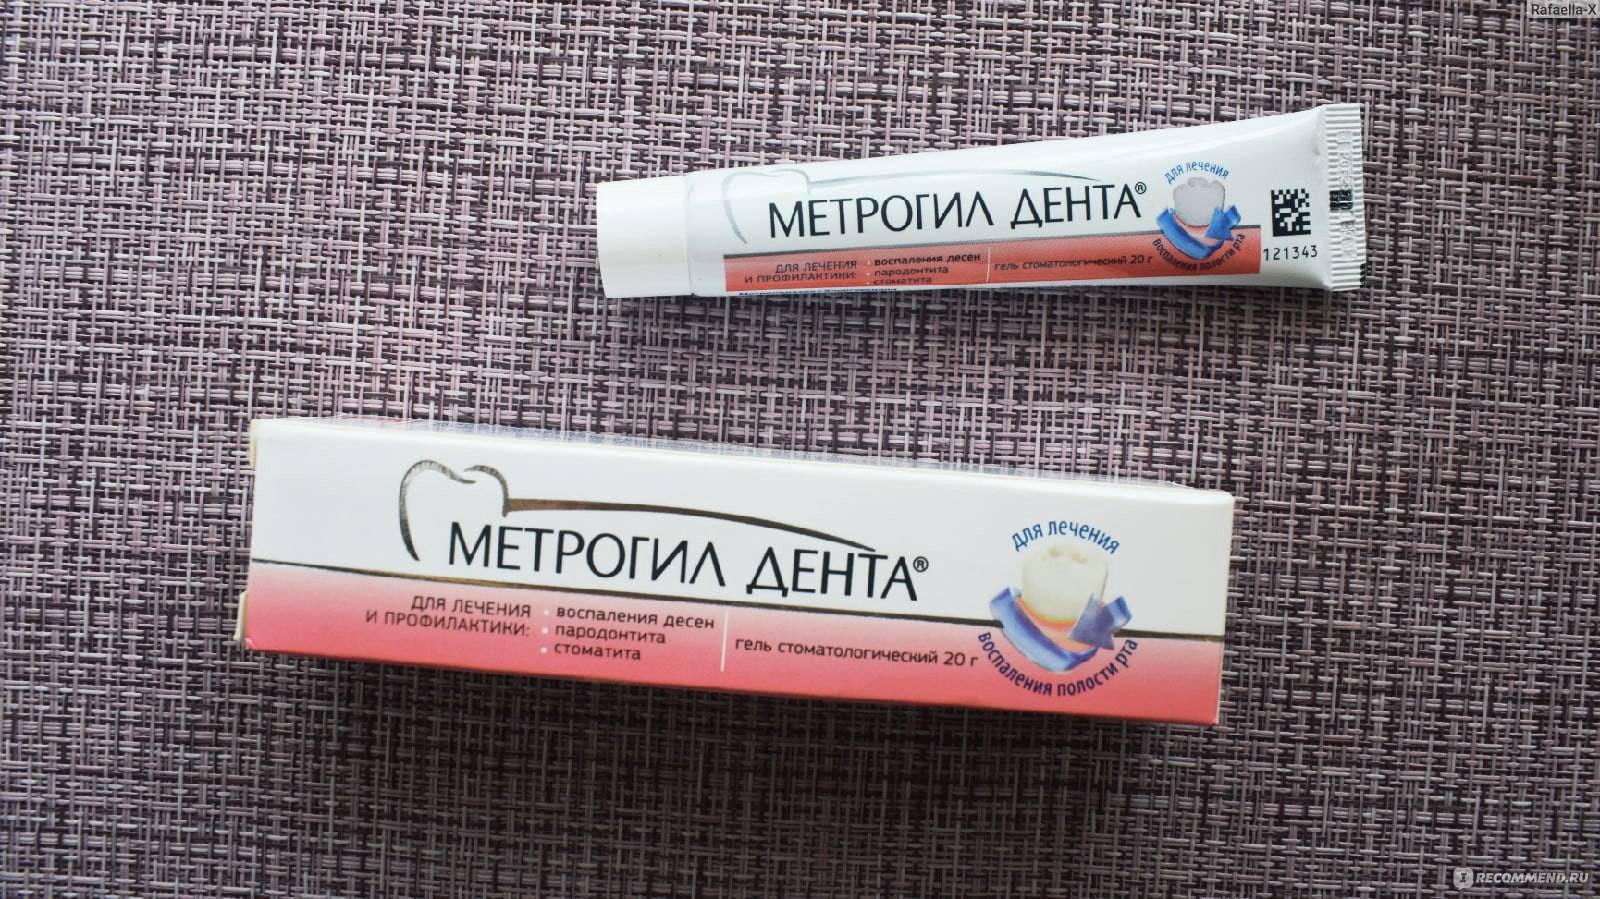 Rafaella-X
МЕТРОГИЛ ДЕНТА®
ДЛЯ ЛЕЧЕНИЯ
И ПРОФИЛАКТИКИ:
• воспаления десен
• пародонтита
• стоматита
гель стоматологический 20 г
для лечения
воспаления полости рта
121343
МЕТРОГИЛ ДЕНТА®
ДЛЯ ЛЕЧЕНИЯ
И ПРОФИЛАКТИКИ:
• воспаления десен
• пародонтита
• стоматита
гель стоматологический 20 г
для лечения
воспаления полости рта
IRECOMMEND.RU